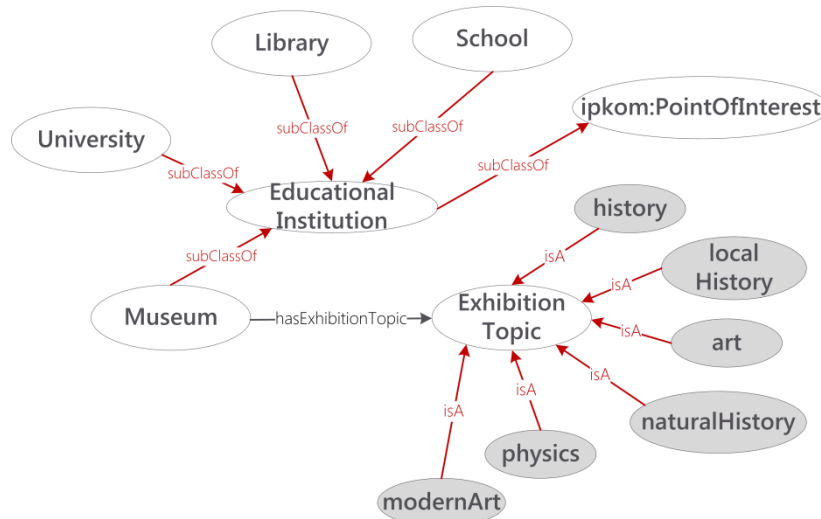 Library
School
ipkom:PointOfInterest
University
subClassOf
subClassOf
subClassOf
subClassOf
Educational
Institution
history
subClassOf
isA
local
History
Museum
hasExhibitionTopic
Exhibition
Topic
isA
isA
art
isA
isA
isA
naturalHistory
physics
modernArt